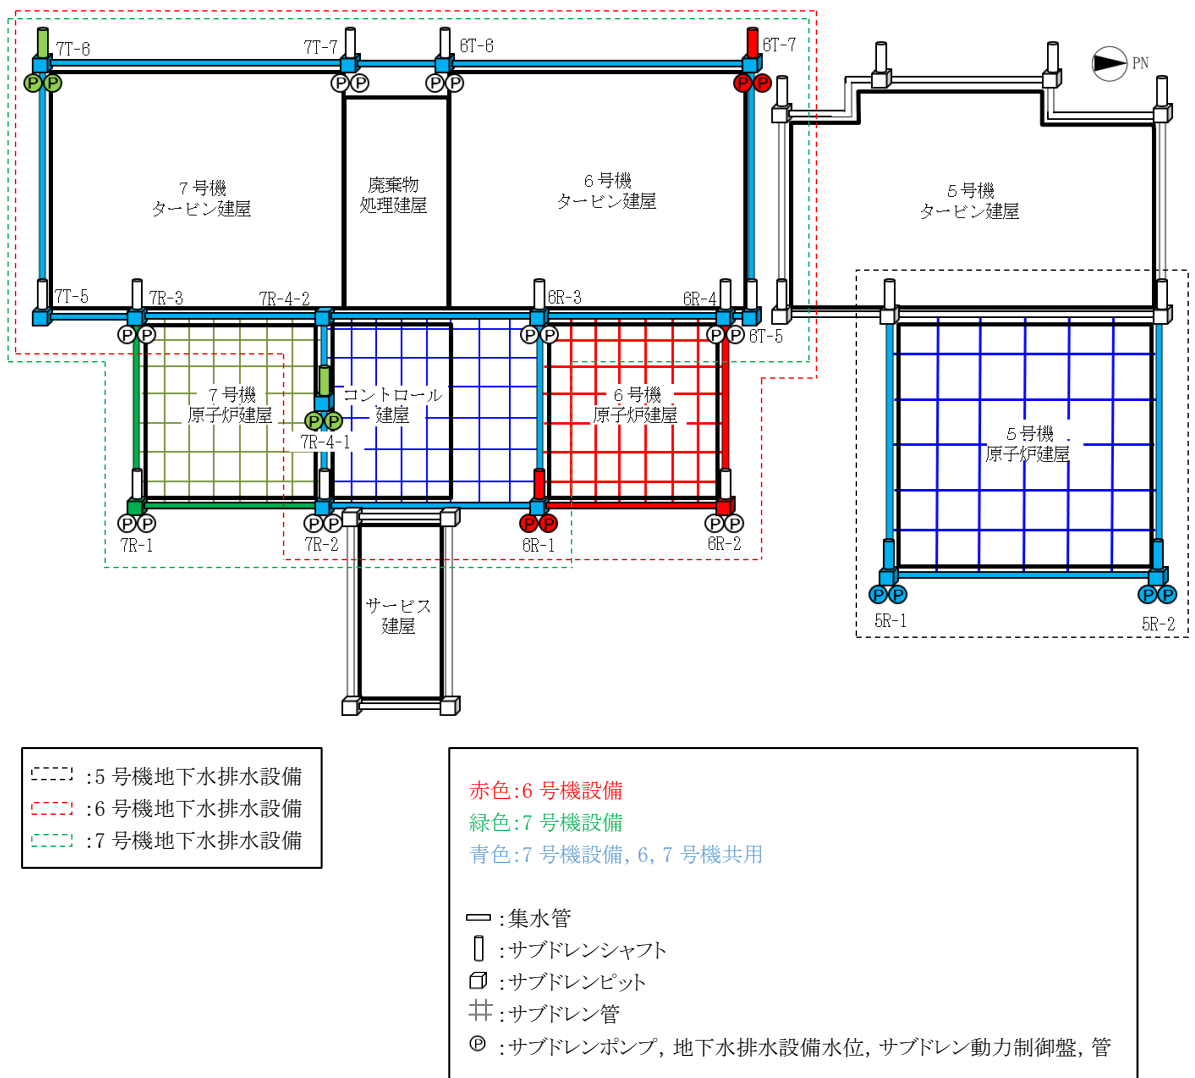 7T-6
7T-7
6T-6
6T-7
PN
P P
P P
P P
P P
7号機
タービン建屋
廃棄物
処理建屋
6号機
タービン建屋
5号機
タービン建屋
7T-5
7R-3
7R-4-2
6R-3
6R-4
6T-5
P P
P P
P P
7号機
原子炉建屋
コントロール
建屋
6号機
原子炉建屋
P P
7R-4-1
5号機
原子炉建屋
P P
P P
P P
P P
7R-1
7R-2
6R-1
6R-2
P P
P P
5R-1
5R-2
サービス
建屋
:5号機地下水排水設備
:6号機地下水排水設備
:7号機地下水排水設備
赤色:6号機設備
緑色:7号機設備
青色:7号機設備, 6, 7号機共用
:集水管
:サブドレンシャフト
:サブドレンピット
:サブドレン管
P :サブドレンポンプ, 地下水排水設備水位, サブドレン動力制御盤, 管